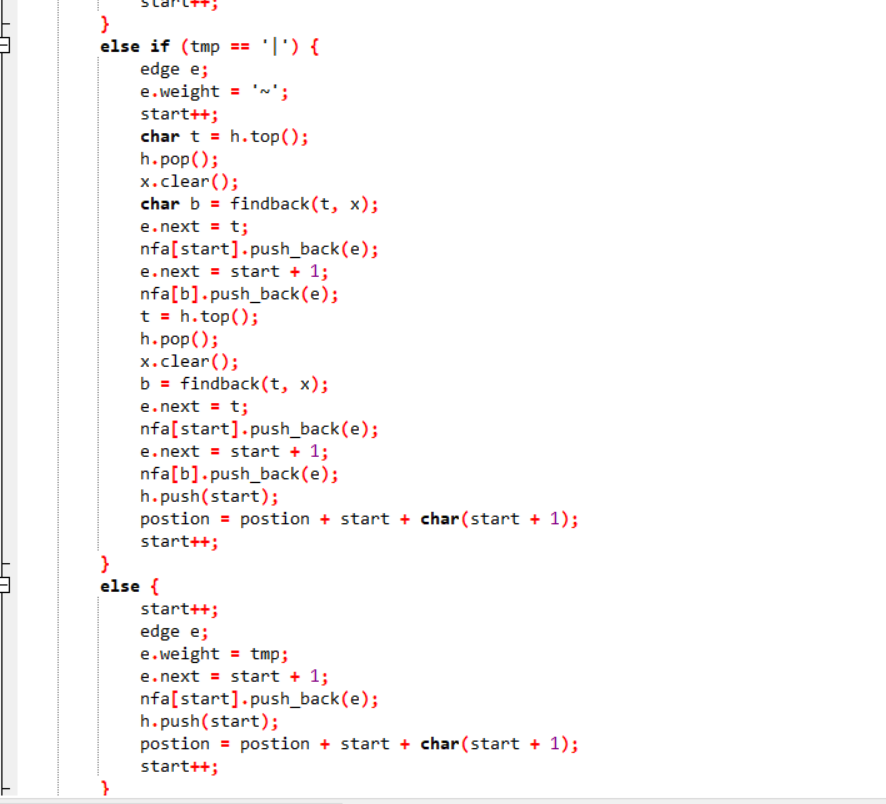 start++;
}
else if (tmp == '|') {
edge e;
e.weight = '~';
start++;
char t = h.top();
h.pop();
x.clear();
char b = findback(t, x);
e.next = t;
nfa[start].push_back(e);
e.next = start + 1;
nfa[b].push_back(e);
t = h.top();
h.pop();
x.clear();
b = findback(t, x);
e.next = t;
nfa[start].push_back(e);
e.next = start + 1;
nfa[b].push_back(e);
h.push(start);
postion = postion + start + char(start + 1);
start++;
}
else {
start++;
edge e;
e.weight = tmp;
e.next = start + 1;
nfa[start].push_back(e);
h.push(start);
postion = postion + start + char(start + 1);
start++;
}